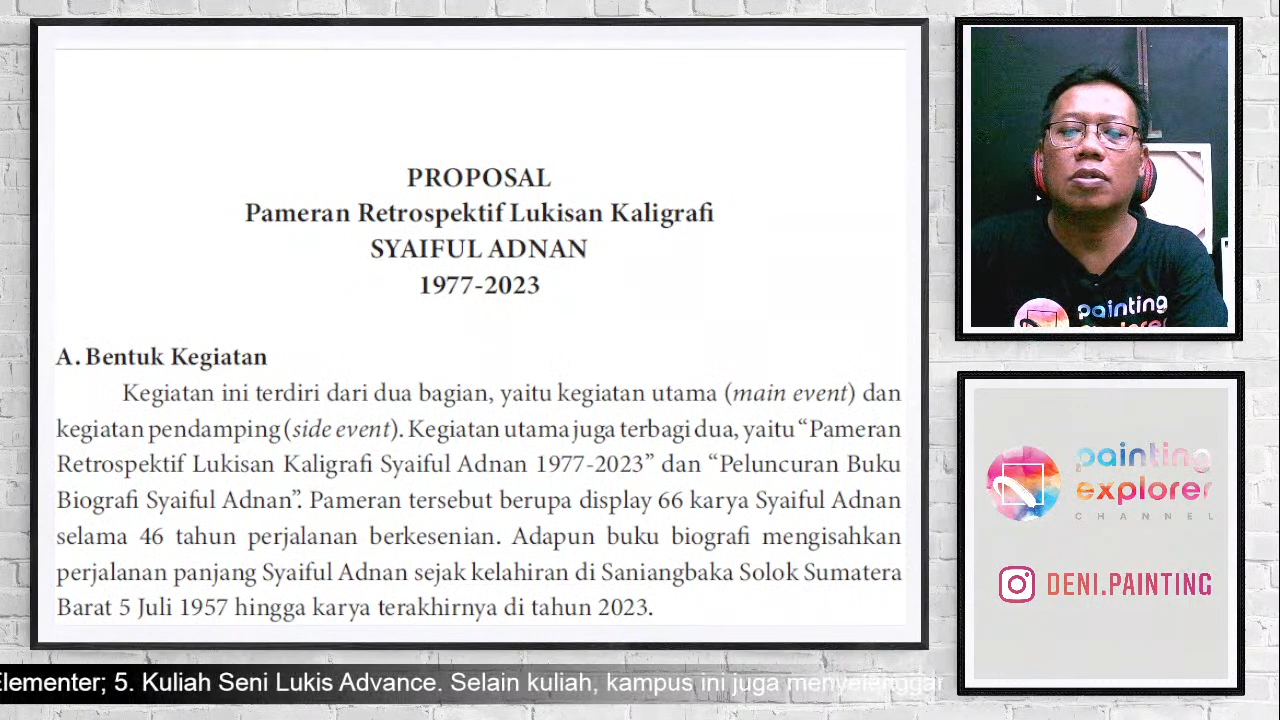 PROPOSAL
Pameran Retrospektif Lukisan Kaligrafi
SYAIFUL ADNAN
1977-2023
A. Bentuk Kegiatan
Kegiatan ini terdiri dari dua bagian, yaitu kegiatan utama (main event) dan
kegiatan pendamping (side event). Kegiatan utama juga terbagi dua, yaitu “Pameran
Retrospektif Lukisan Kaligrafi Syaiful Adnan 1977-2023” dan “Peluncuran Buku
Biografi Syaiful Adnan”. Pameran tersebut berupa display 66 karya Syaiful Adnan
selama 46 tahun perjalanan berkesenian. Adapun buku biografi mengisahkan
perjalanan panjang Syaiful Adnan sejak kelahiran di Saniangbaka Solok Sumatera
Barat 5 Juli 1957 hingga karya terakhirnya di tahun 2023.
painting
explorer
painting
explorer
CHANNEL
DENI.PAINTING
Elementer; 5. Kuliah Seni Lukis Advance. Selain kuliah, kampus ini juga menyelenggar